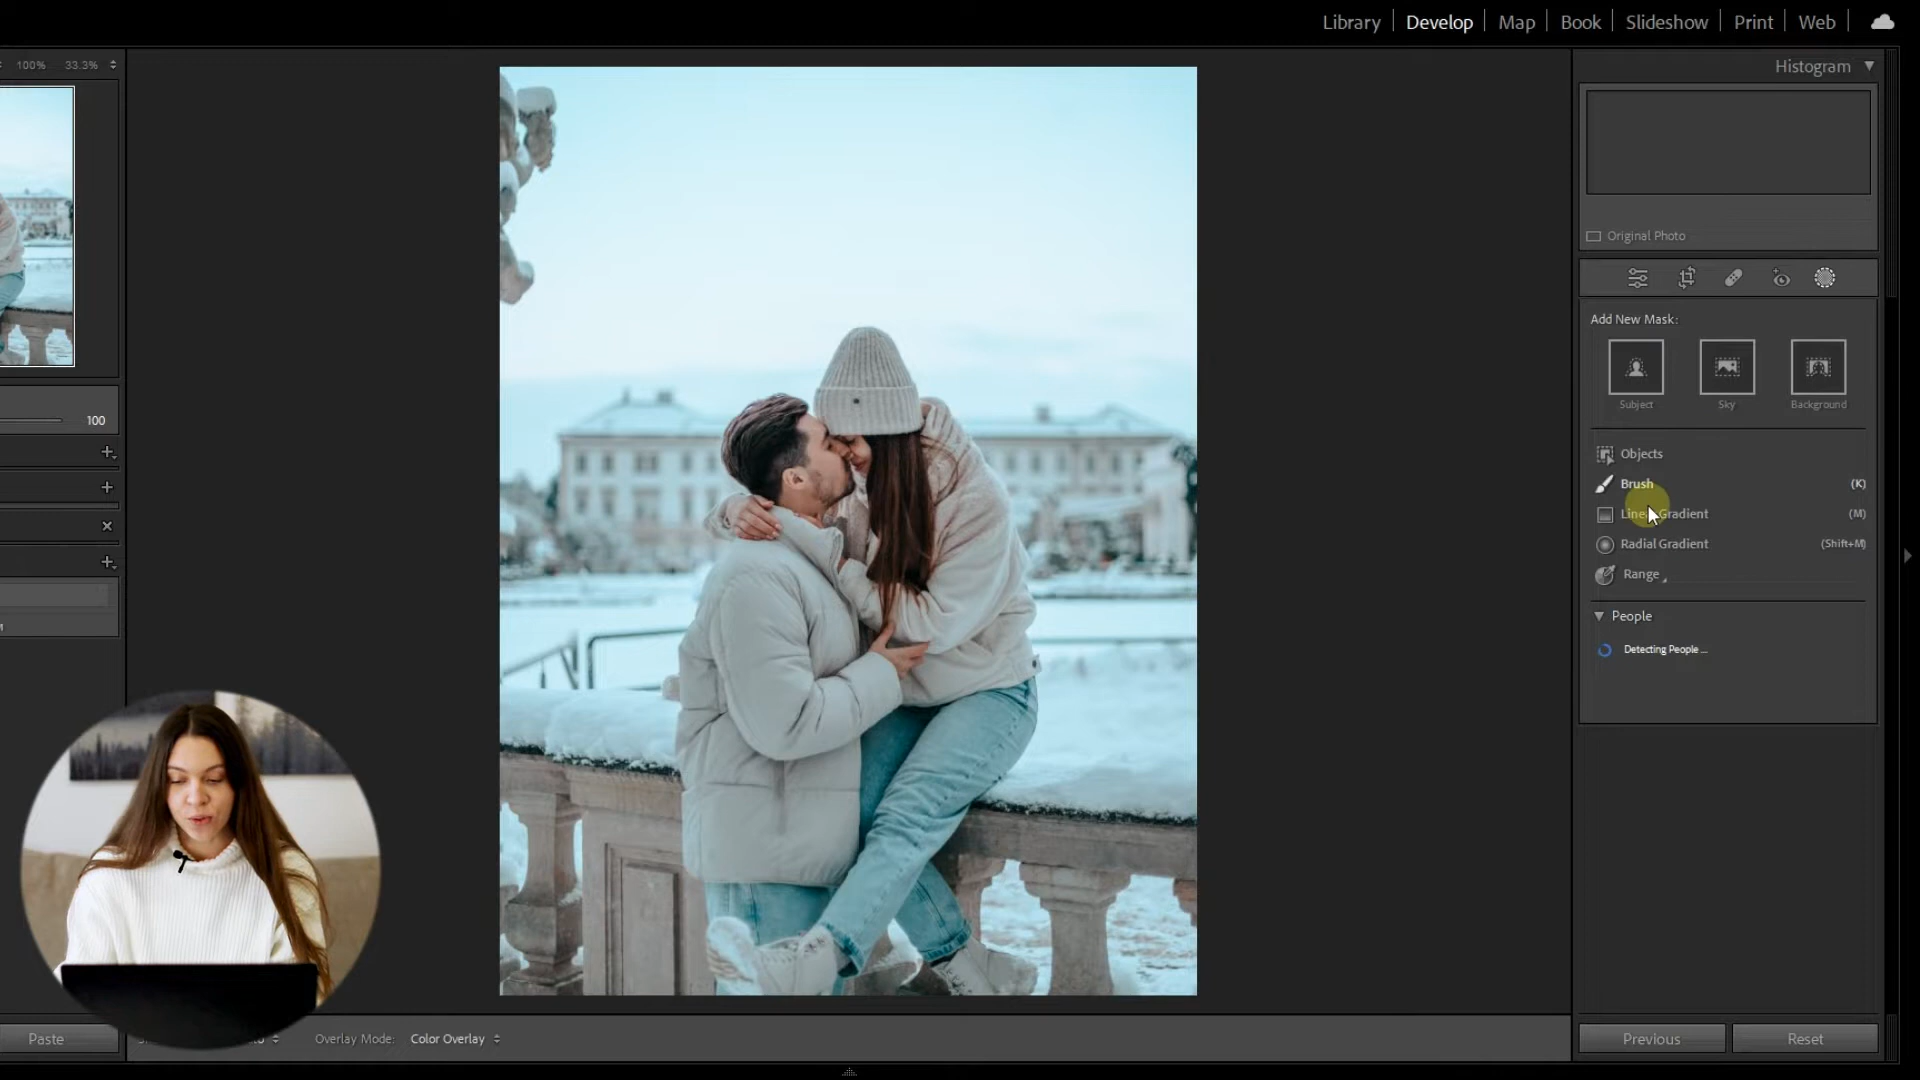 Library Develop Map Book Slideshow Print Web
100% 33.3%
Histogram
Original Photo
Add New Mask:
Subject Sky Background
Objects
Brush (K)
Linear Gradient (M)
Radial Gradient (Shift+M)
Range
People
Detecting People ...
100
Paste
Overlay Mode: Color Overlay
Previous Reset